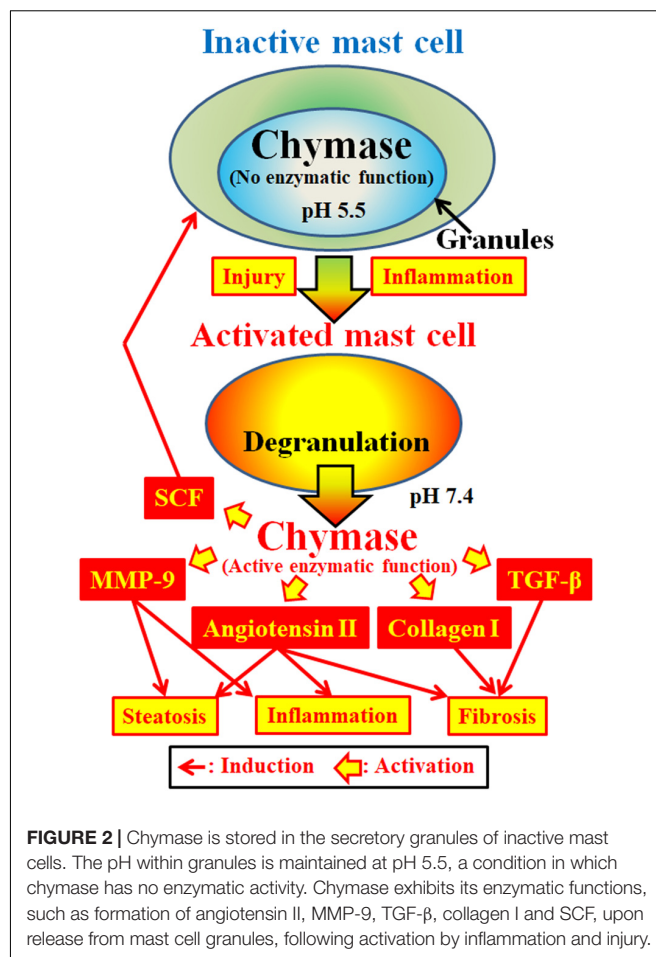 Inactive mast cell
Chymase
(No enzymatic function)
pH 5.5
Granules
Injury
Inflammation
Activated mast cell
Degranulation
pH 7.4
SCF
Chymase
(Active enzymatic function)
MMP-9
TGF-β
Angiotensin II
Collagen I
Steatosis
Inflammation
Fibrosis
: Induction
: Activation
FIGURE 2 | Chymase is stored in the secretory granules of inactive mast
cells. The pH within granules is maintained at pH 5.5, a condition in which
chymase has no enzymatic activity. Chymase exhibits its enzymatic functions,
such as formation of angiotensin II, MMP-9, TGF-β, collagen I and SCF, upon
release from mast cell granules, following activation by inflammation and injury.